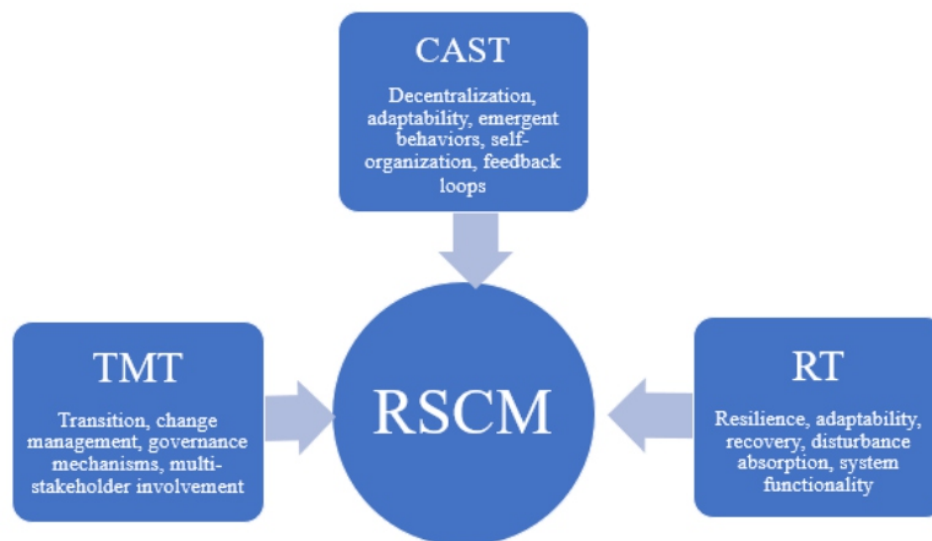 CAST
Decentralization,
adaptability, emergent
behaviors, self-
organization, feedback
loops
TMT
Transition, change
management, governance
mechanisms, multi-
stakeholder involvement
RSCM
RT
Resilience, adaptability,
recovery, disturbance
absorption, system
functionality